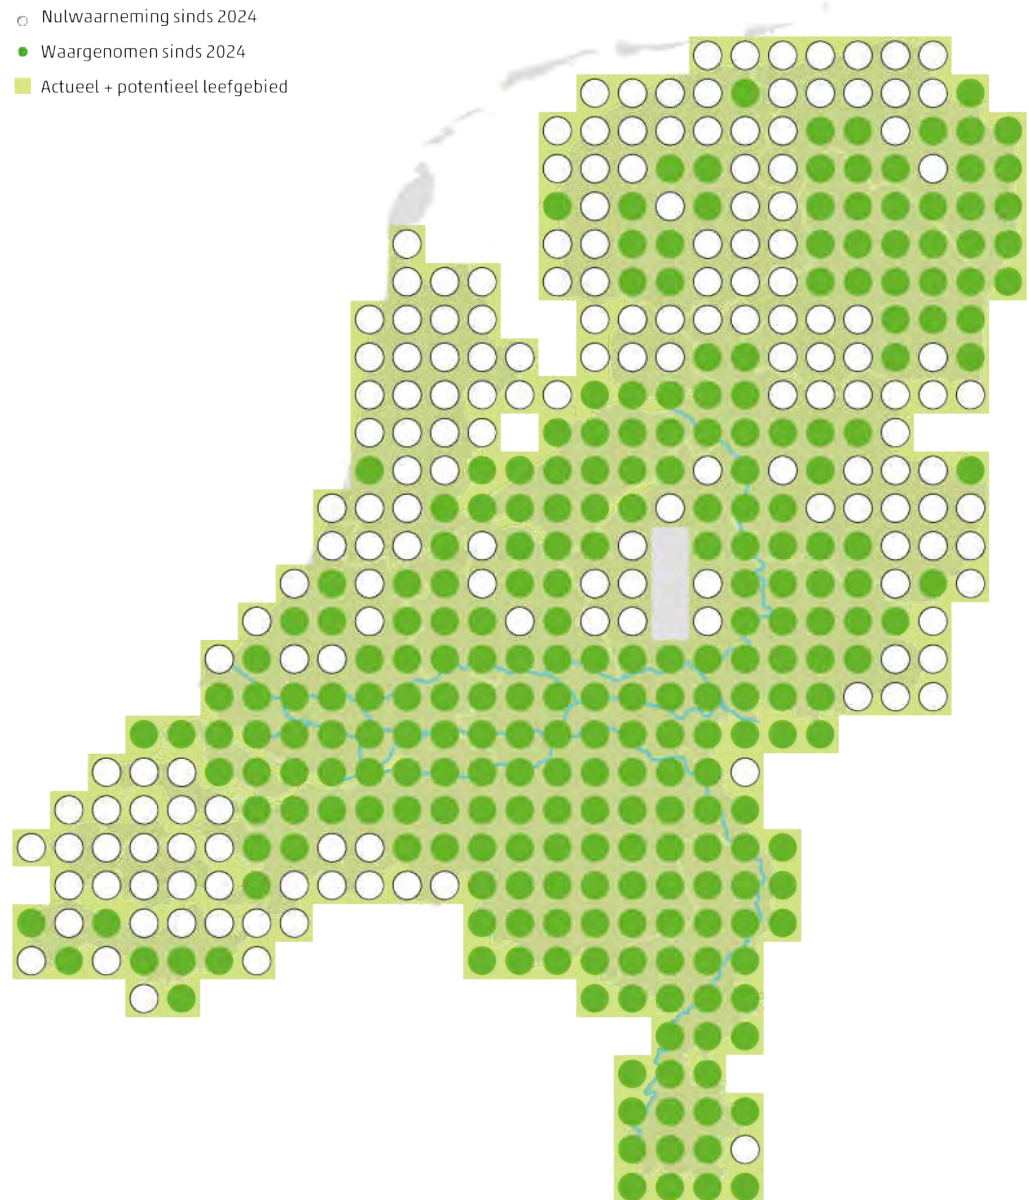 Nulwaarneming sinds 2024
Waargenomen sinds 2024
Actueel + potentieel leefgebied